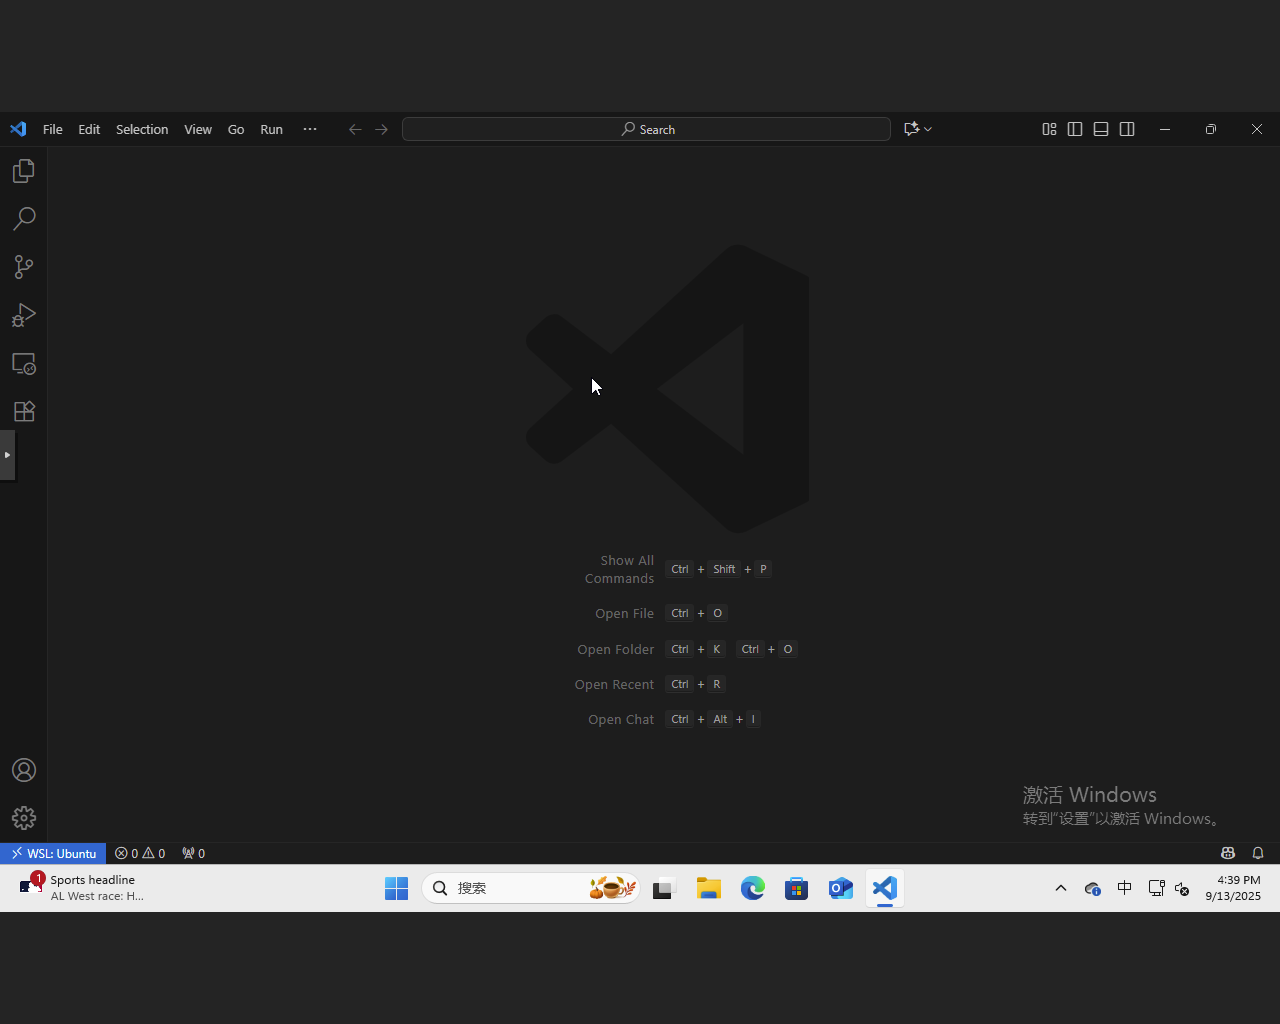 File Edit Selection View Go Run ···
Search
Show All Commands Ctrl + Shift + P
Open File Ctrl + O
Open Folder Ctrl + K Ctrl + O
Open Recent Ctrl + R
Open Chat Ctrl + Alt + I
激活 Windows
转到"设置"以激活 Windows。
WSL: Ubuntu 0 0 0
1
Sports headline
AL West race: H...
搜索
中
4:39 PM
9/13/2025